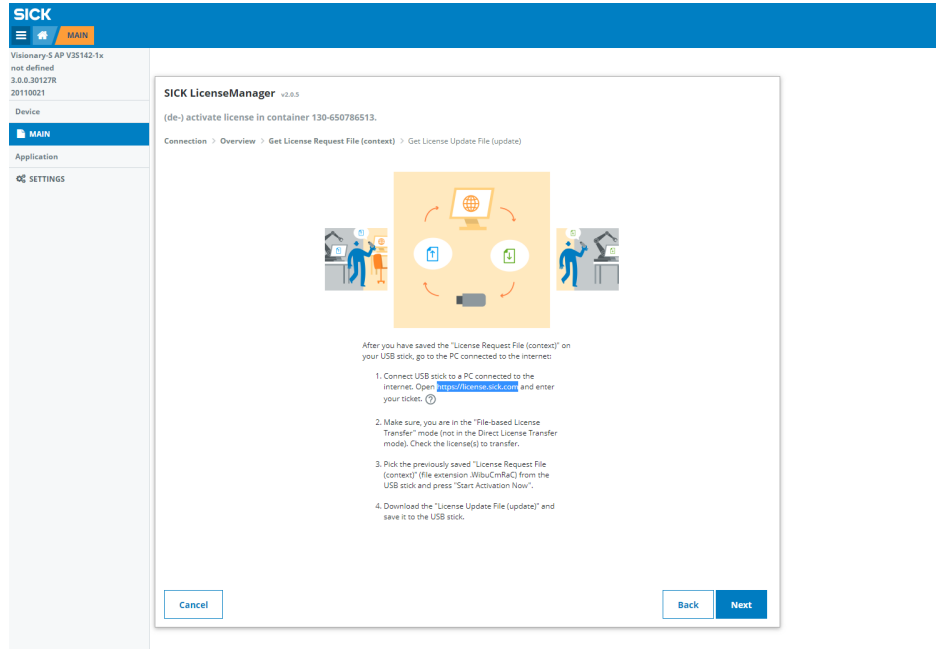 SICK
MAIN
Visionary-S AP V3S142-1x
not defined
3.0.0.30127R
20110021
Device
MAIN
Application
SETTINGS
SICK LicenseManager v2.0.5
(de-) activate license in container 130-650786513.
Connection > Overview > Get License Request File (context) > Get License Update File (update)
After you have saved the "License Request File (context)" on
your USB stick, go to the PC connected to the internet:
1. Connect USB stick to a PC connected to the
internet. Open https://license.sick.com and enter
your ticket. ?
2. Make sure, you are in the "File-based License
Transfer" mode (not in the Direct License Transfer
mode). Check the license(s) to transfer.
3. Pick the previously saved "License Request File
(context)" (file extension .WibuCmRaC) from the
USB stick and press "Start Activation Now".
4. Download the "License Update File (update)" and
save it to the USB stick.
Cancel
Back
Next